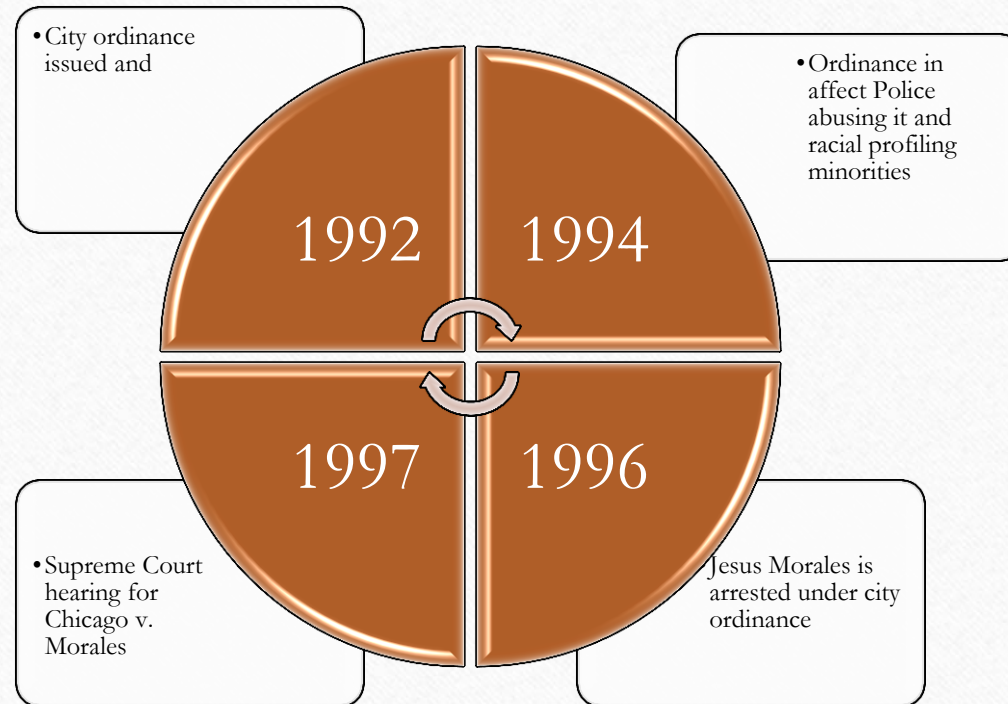 •City ordinance
issued and
1992
•Ordinance in
affect Police
abusing it and
racial profiling
minorities
1994
Jesus Morales is
arrested under city
ordinance
1996
•Supreme Court
hearing for
Chicago v.
Morales
1997